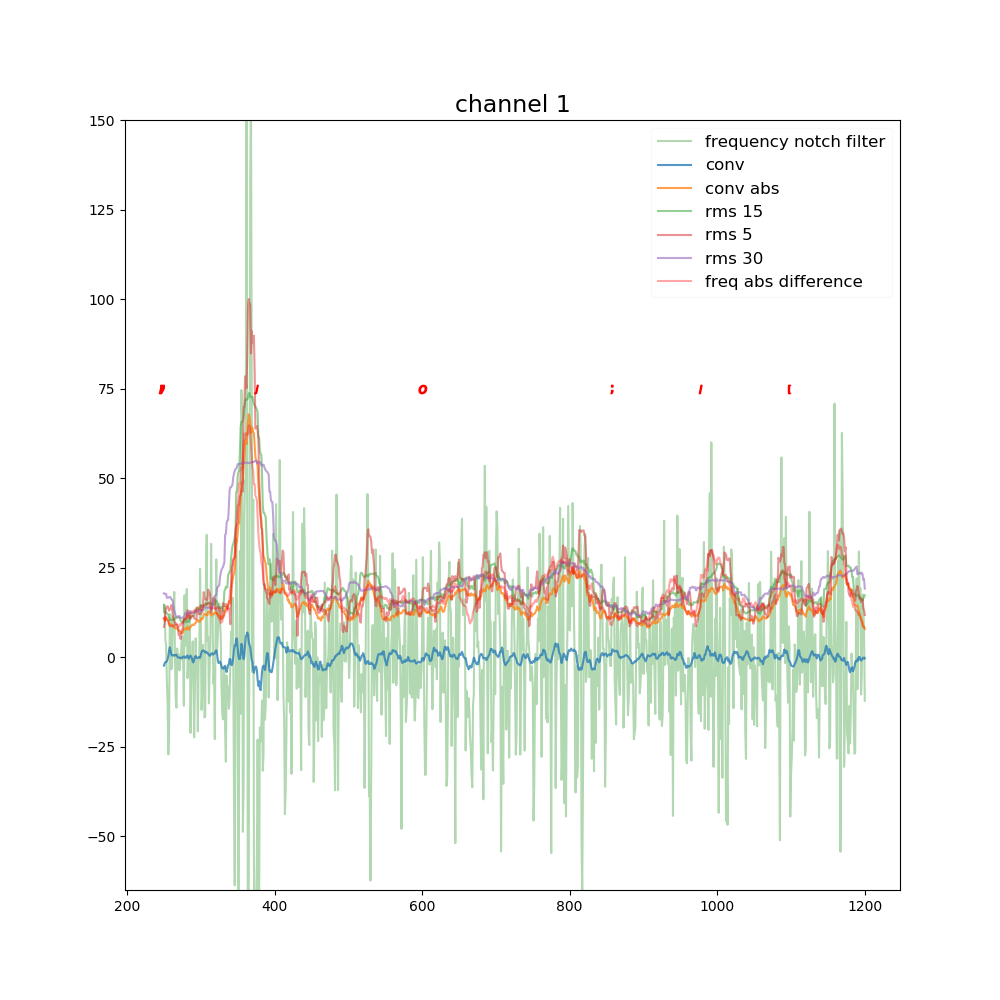 channel 1
150
125
100
75
50
25
0
−25
−50
frequency notch filter
conv
conv abs
rms 15
rms 5
rms 30
freq abs difference
/ o ; / [
200 400 600 800 1000 1200